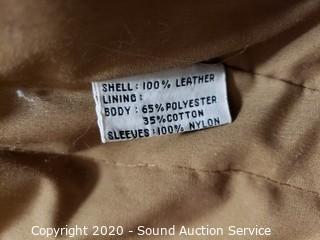 SHELL: 100% LEATHER
LINING:
BODY: 65% POLYESTER
35% COTTON
SLEEVES: 100% NYLON
Copyright 2020 - Sound Auction Service